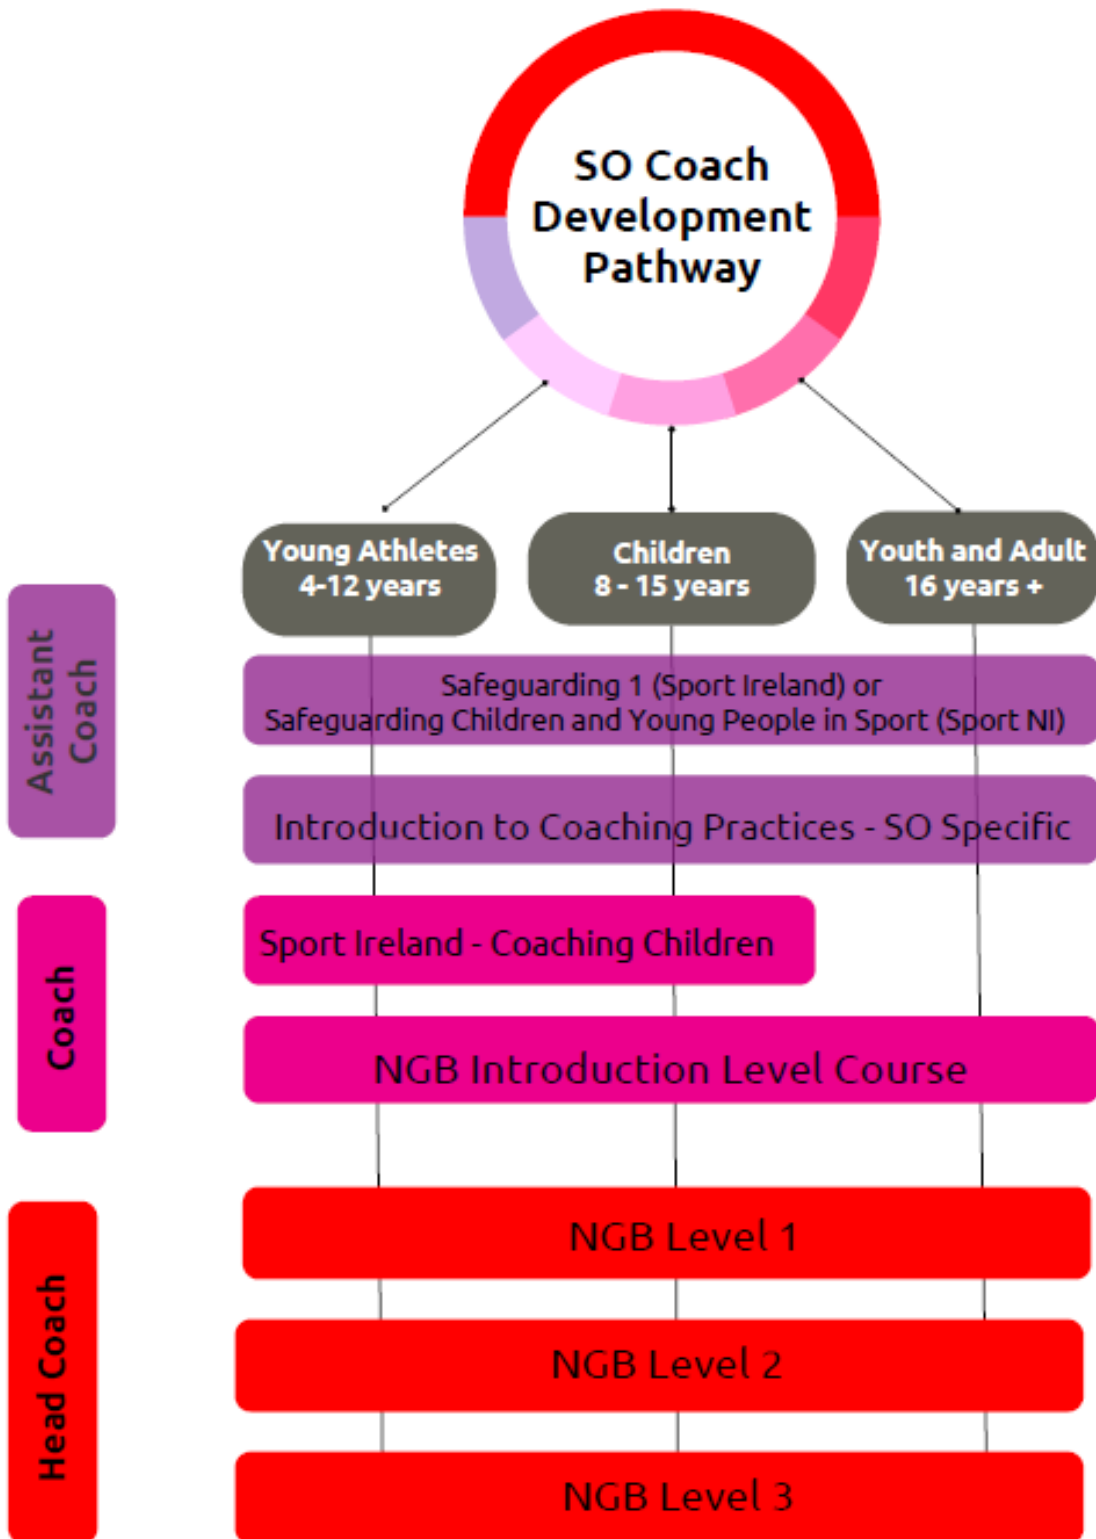 SO Coach
Development
Pathway
Young Athletes
4-12 years
Children
8 - 15 years
Youth and Adult
16 years +
Assistant
Coach
Safeguarding 1 (Sport Ireland) or
Safeguarding Children and Young People in Sport (Sport NI)
Introduction to Coaching Practices - SO Specific
Coach
Sport Ireland - Coaching Children
NGB Introduction Level Course
Head Coach
NGB Level 1
NGB Level 2
NGB Level 3